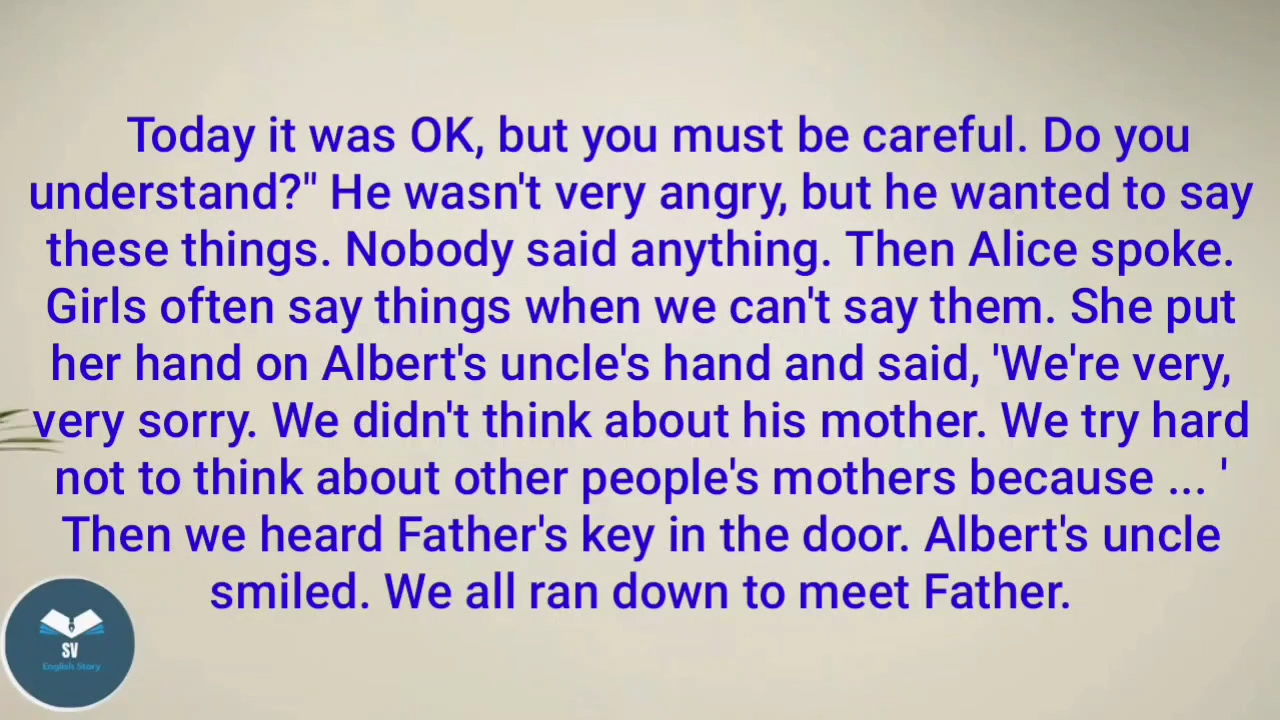 Today it was OK, but you must be careful. Do you
understand?" He wasn't very angry, but he wanted to say
these things. Nobody said anything. Then Alice spoke.
Girls often say things when we can't say them. She put
her hand on Albert's uncle's hand and said, 'We're very,
very sorry. We didn't think about his mother. We try hard
not to think about other people's mothers because ... '
Then we heard Father's key in the door. Albert's uncle
smiled. We all ran down to meet Father.
SV
English Story